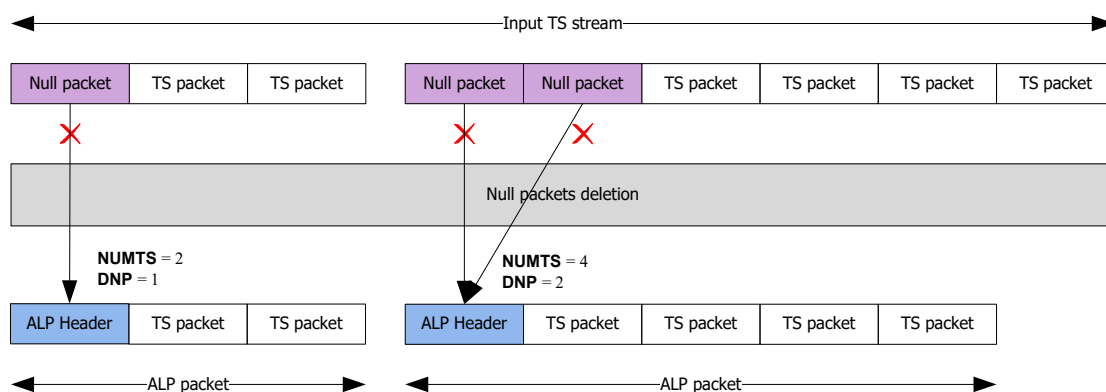 Input TS stream
Null packet TS packet TS packet Null packet Null packet TS packet TS packet TS packet TS packet
Null packets deletion
NUMTS = 2
DNP = 1
NUMTS = 4
DNP = 2
ALP Header TS packet TS packet ALP Header TS packet TS packet TS packet TS packet
ALP packet ALP packet